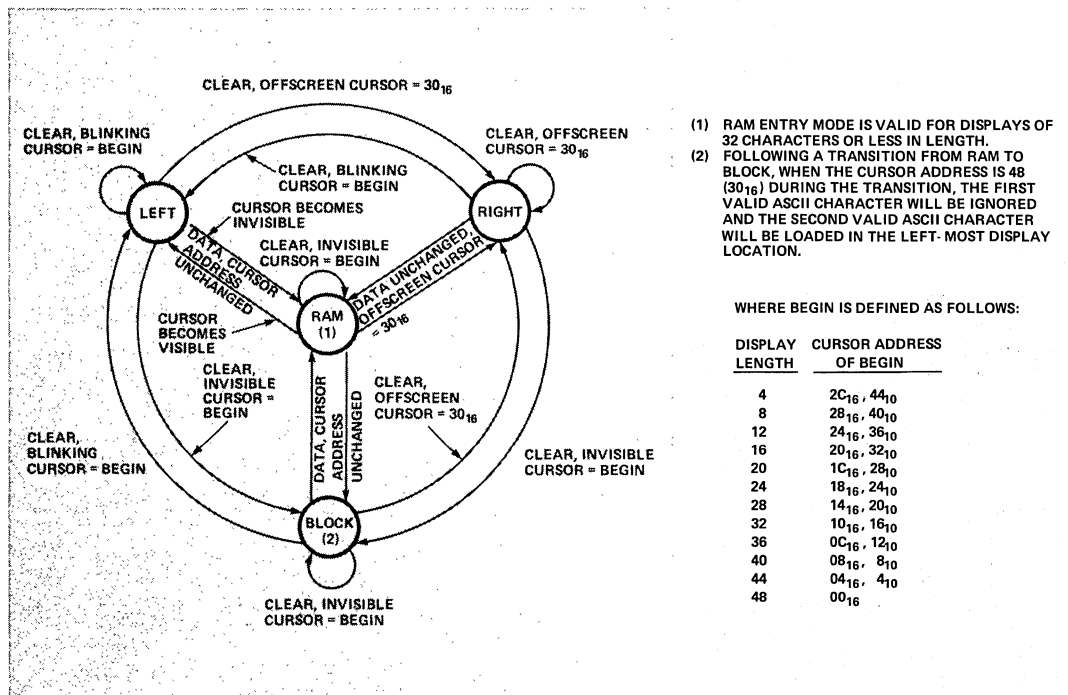 CLEAR, OFFSCREEN CURSOR = 30₁₆
CLEAR, BLINKING
CURSOR = BEGIN
CLEAR, OFFSCREEN
CURSOR = 30₁₆
CLEAR, BLINKING
CURSOR = BEGIN
LEFT
RIGHT
CURSOR BECOMES
INVISIBLE
CLEAR, INVISIBLE
CURSOR = BEGIN
DATA, CURSOR
ADDRESS
UNCHANGED
DATA UNCHANGED,
OFFSCREEN CURSOR
= 30₁₆
RAM
(1)
CURSOR
BECOMES
VISIBLE
CLEAR,
INVISIBLE
CURSOR =
BEGIN
CLEAR,
OFFSCREEN
CURSOR = 30₁₆
DATA, CURSOR
ADDRESS
UNCHANGED
CLEAR,
BLINKING
CURSOR = BEGIN
CLEAR, INVISIBLE
CURSOR = BEGIN
BLOCK
(2)
CLEAR, INVISIBLE
CURSOR = BEGIN
(1) RAM ENTRY MODE IS VALID FOR DISPLAYS OF
32 CHARACTERS OR LESS IN LENGTH.
(2) FOLLOWING A TRANSITION FROM RAM TO
BLOCK, WHEN THE CURSOR ADDRESS IS 48
(30₁₆) DURING THE TRANSITION, THE FIRST
VALID ASCII CHARACTER WILL BE IGNORED
AND THE SECOND VALID ASCII CHARACTER
WILL BE LOADED IN THE LEFT-MOST DISPLAY
LOCATION.
WHERE BEGIN IS DEFINED AS FOLLOWS:
DISPLAY CURSOR ADDRESS
LENGTH OF BEGIN
4 2C₁₆, 44₁₀
8 28₁₆, 40₁₀
12 24₁₆, 36₁₀
16 20₁₆, 32₁₀
20 1C₁₆, 28₁₀
24 18₁₆, 24₁₀
28 14₁₆, 20₁₀
32 10₁₆, 16₁₀
36 0C₁₆, 12₁₀
40 08₁₆, 8₁₀
44 04₁₆, 4₁₀
48 00₁₆